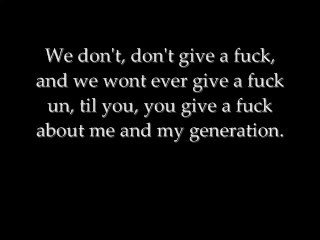 We don't, don't give a fuck,
and we wont ever give a fuck
un, til you, you give a fuck
about me and my generation.